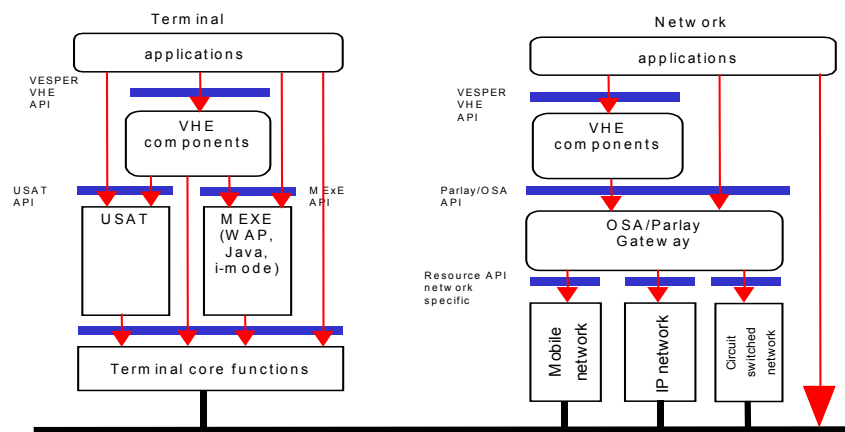 Terminal
applications
VESPER
VHE
API
VHE
components
USAT
API
MExE
API
USAT
MEXE
(WAP,
Java,
i-mode)
Terminal core functions
Network
applications
VESPER
VHE
API
VHE
components
Parlay/OSA
API
OSA/Parlay
Gateway
Resource API
network
specific
Mobile
network
IP network
Circuit
switched
network